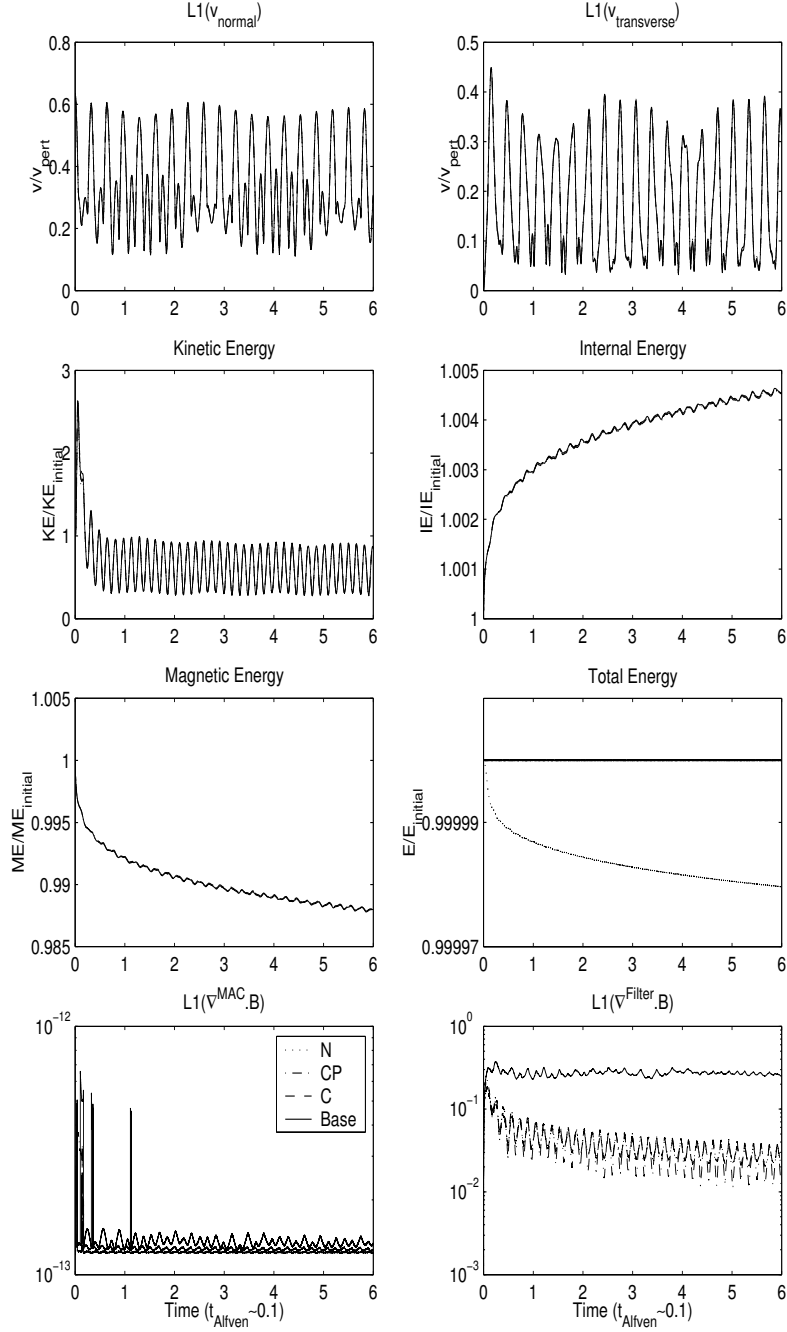 L1(v_normal)
v/v_pert
0.8
0.6
0.4
0.2
0
0 1 2 3 4 5 6
L1(v_transverse)
v/v_pert
0.5
0.4
0.3
0.2
0.1
0
0 1 2 3 4 5 6
Kinetic Energy
KE/KE_initial
3
2
1
0
0 1 2 3 4 5 6
Internal Energy
IE/IE_initial
1.005
1.004
1.003
1.002
1.001
1
0 1 2 3 4 5 6
Magnetic Energy
ME/ME_initial
1.005
1
0.995
0.99
0.985
0 1 2 3 4 5 6
Total Energy
E/E_initial
0.99999
0.99997
0 1 2 3 4 5 6
L1(∇^MAC.B)
10^-12
10^-13
N
CP
C
Base
0 1 2 3 4 5 6
Time (t_Alfven~0.1)
L1(∇^Filter.B)
10^0
10^-1
10^-2
10^-3
0 1 2 3 4 5 6
Time (t_Alfven~0.1)